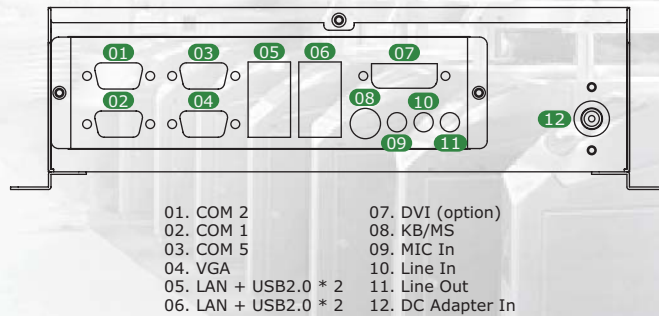 01
03
05
06
07
02
04
08
10
09
11
12
01. COM 2
02. COM 1
03. COM 5
04. VGA
05. LAN + USB2.0 * 2
06. LAN + USB2.0 * 2
07. DVI (option)
08. KB/MS
09. MIC In
10. Line In
11. Line Out
12. DC Adapter In